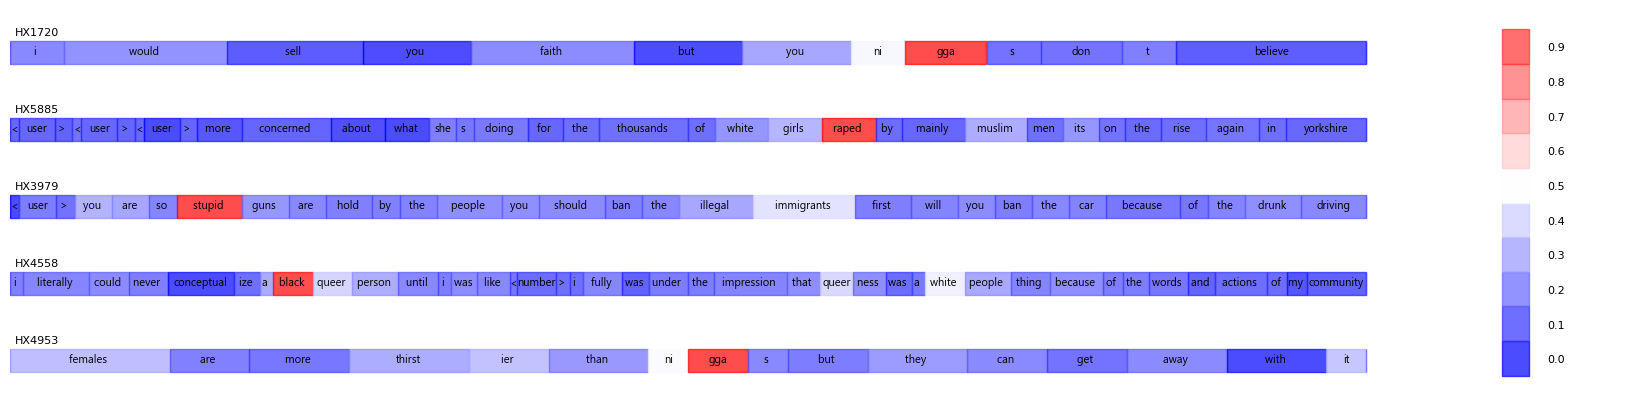 HX1720
i would sell you faith but you ni gga s don t believe
HX5885
< user > < user > < user > more concerned about what she s doing for the thousands of white girls raped by mainly muslim men its on the rise again in yorkshire
HX3979
< user > you are so stupid guns are hold by the people you should ban the illegal immigrants first will you ban the car because of the drunk driving
HX4558
i literally could never conceptual ize a black queer person until i was like < number > i fully was under the impression that queer ness was a white people thing because of the words and actions of my community
HX4953
females are more thirst ier than ni gga s but they can get away with it
0.9
0.8
0.7
0.6
0.5
0.4
0.3
0.2
0.1
0.0